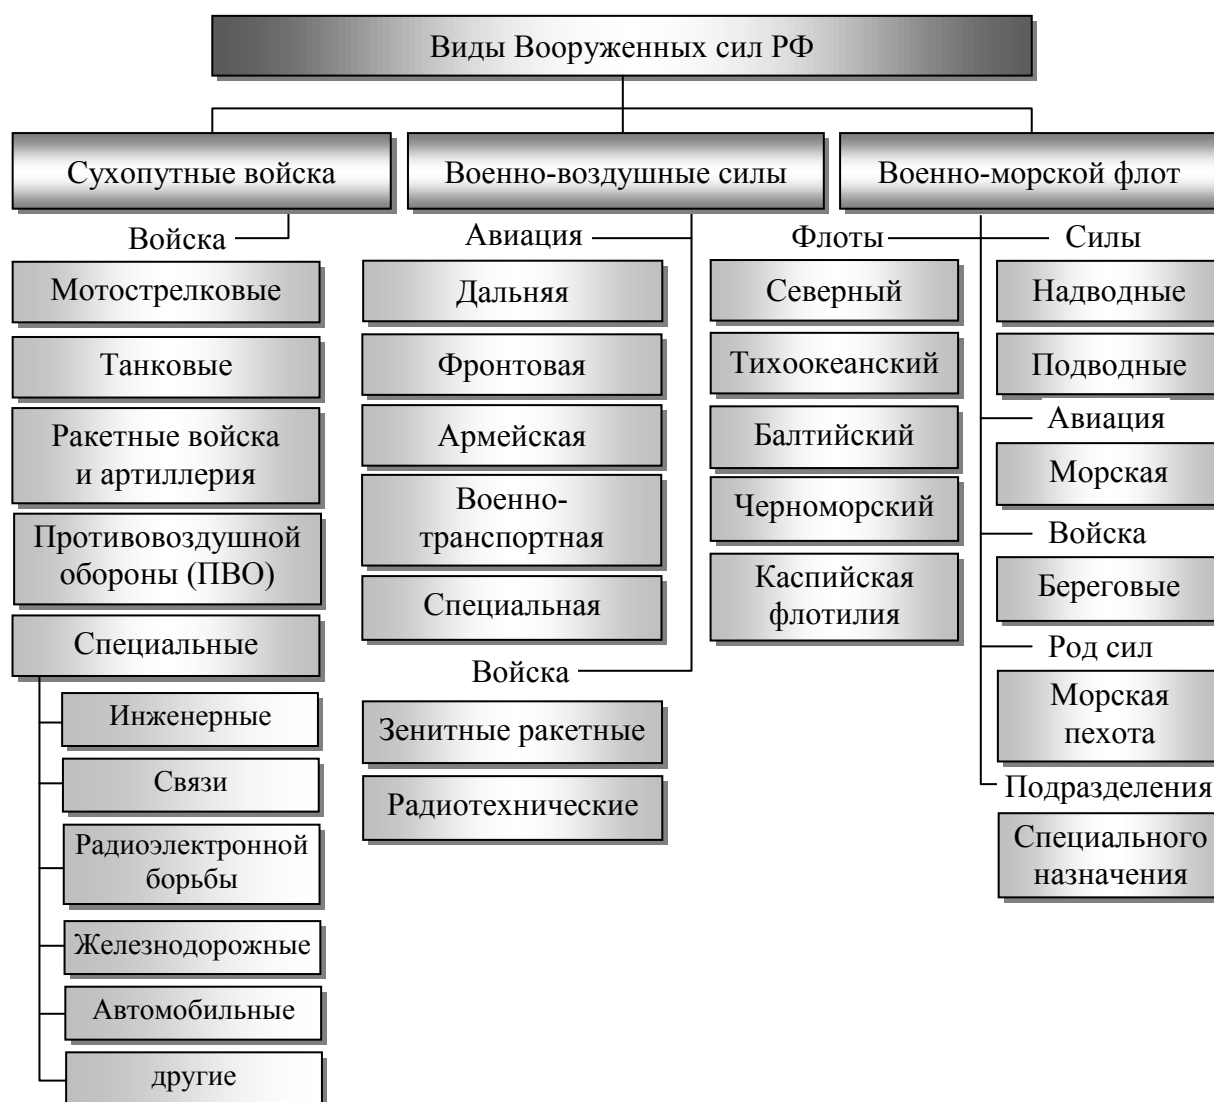 Виды Вооруженных сил РФ
Сухопутные войска
Войска
Мотострелковые
Танковые
Ракетные войска
и артиллерия
Противовоздушной
обороны (ПВО)
Специальные
Инженерные
Связи
Радиоэлектронной
борьбы
Железнодорожные
Автомобильные
другие
Военно-воздушные силы
Авиация
Дальняя
Фронтовая
Армейская
Военно-
транспортная
Специальная
Войска
Зенитные ракетные
Радиотехнические
Военно-морской флот
Флоты
Северный
Тихоокеанский
Балтийский
Черноморский
Каспийская
флотилия
Силы
Надводные
Подводные
Авиация
Морская
Войска
Береговые
Род сил
Морская
пехота
Подразделения
Специального
назначения